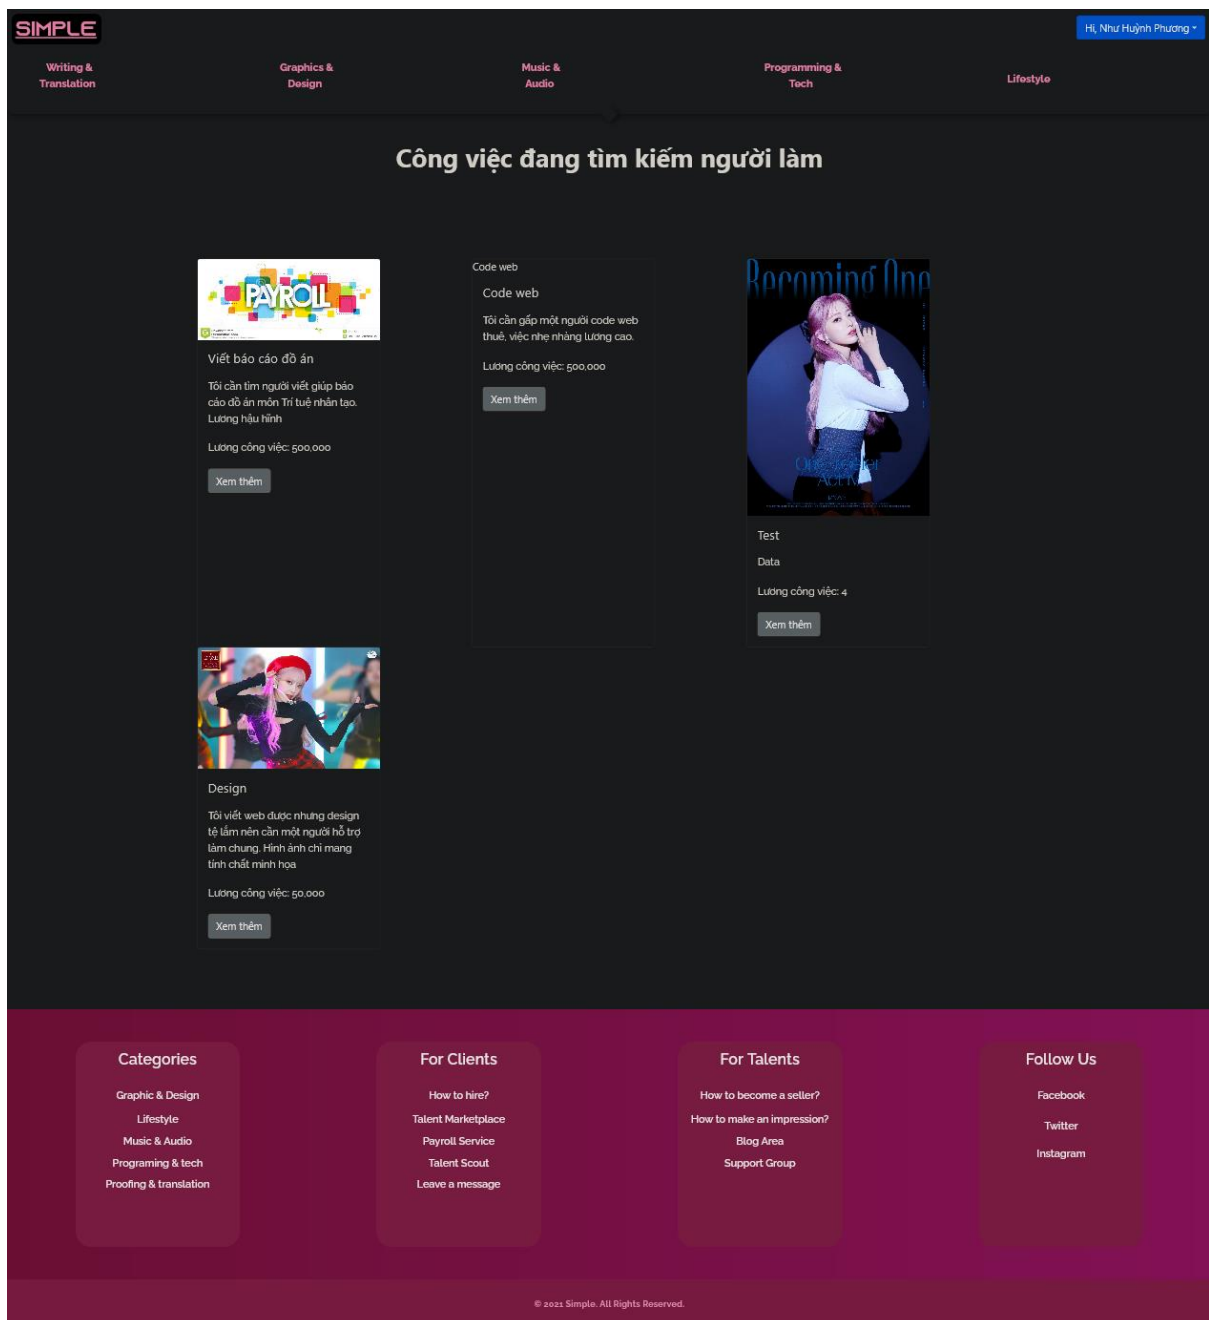 SIMPLE
Hi, Như Huỳnh Phương
Writing &
Translation
Graphics &
Design
Music &
Audio
Programming &
Tech
Lifestyle
Công việc đang tìm kiếm người làm
PAYROLL
Viết báo cáo đồ án
Tôi cần tìm người viết giúp báo
cáo đồ án môn Trí tuệ nhân tạo.
Lương hậu hĩnh
Lương công việc: 500,000
Xem thêm
Code web
Code web
Tôi cần gấp một người code web
thuê, việc nhẹ nhàng lương cao.
Lương công việc: 500,000
Xem thêm
Becoming One
Test
Data
Lương công việc: 4
Xem thêm
Design
Tôi viết web được nhưng design
tệ lắm nên cần một người hỗ trợ
làm chung. Hình ảnh chỉ mang
tính chất minh họa
Lương công việc: 50,000
Xem thêm
Categories
Graphic & Design
Lifestyle
Music & Audio
Programing & tech
Proofing & translation
For Clients
How to hire?
Talent Marketplace
Payroll Service
Talent Scout
Leave a message
For Talents
How to become a seller?
How to make an impression?
Blog Area
Support Group
Follow Us
Facebook
Twitter
Instagram
© 2021 Simple. All Rights Reserved.